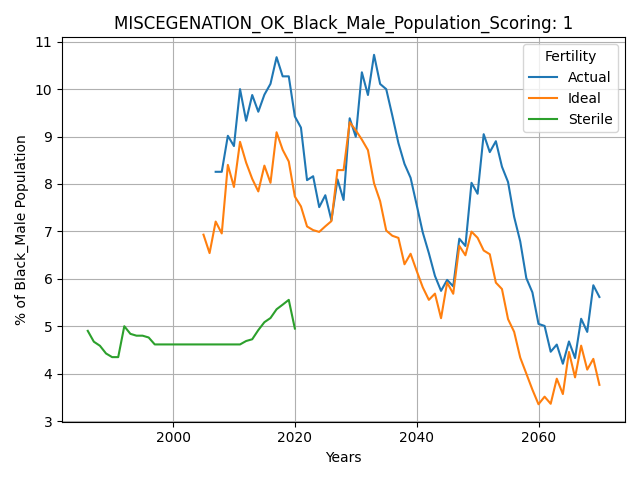 MISCEGENATION_OK_Black_Male_Population_Scoring: 1
% of Black_Male Population
11
10
9
8
7
6
5
4
3
Fertility
Actual
Ideal
Sterile
2000 2020 2040 2060
Years